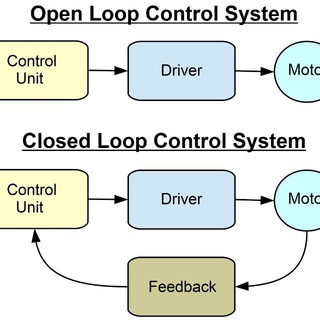 Open Loop Control System
Control
Unit
Driver
Moto
Closed Loop Control System
Control
Unit
Driver
Moto
Feedback